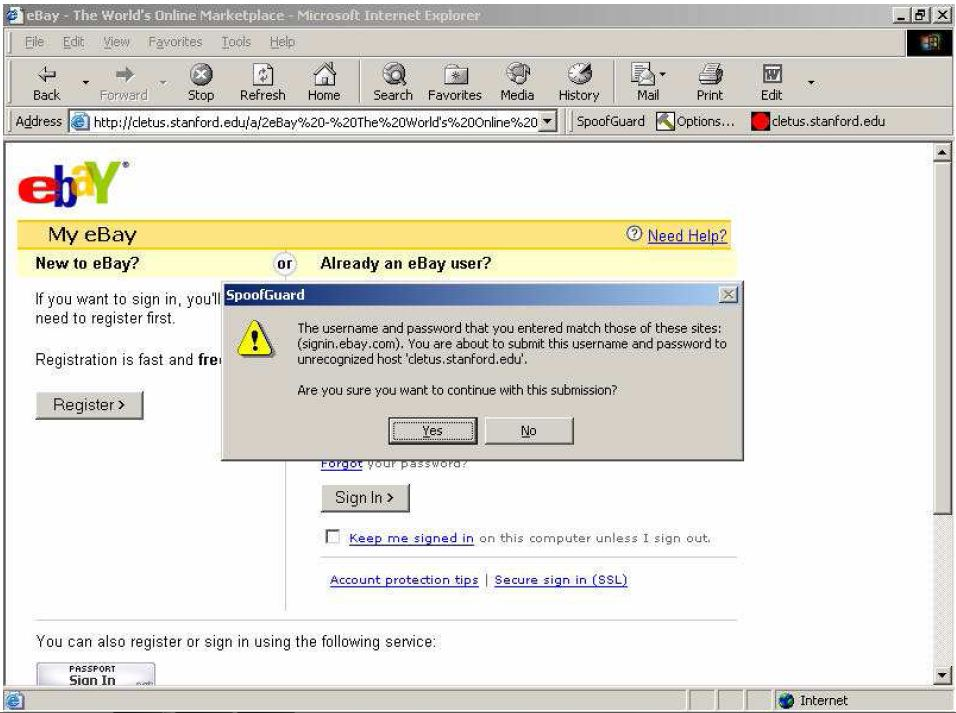 eBay - The World's Online Marketplace - Microsoft Internet Explorer
File Edit View Favorites Tools Help
Back Forward Stop Refresh Home Search Favorites Media History Mail Print Edit
Address http://cletus.stanford.edu/a/2eBay%20-%20The%20World's%20Online%20 SpoofGuard Options... cletus.stanford.edu
ebaY®
My eBay ? Need Help?
New to eBay? or Already an eBay user?
If you want to sign in, you'll
need to register first.
Registration is fast and fre
Register >
SpoofGuard
The username and password that you entered match those of these sites:
(signin.ebay.com). You are about to submit this username and password to
unrecognized host 'cletus.stanford.edu'.
Are you sure you want to continue with this submission?
Yes No
Forgot your password?
Sign In >
Keep me signed in on this computer unless I sign out.
Account protection tips | Secure sign in (SSL)
You can also register or sign in using the following service:
PASSPORT
Sign In
Internet